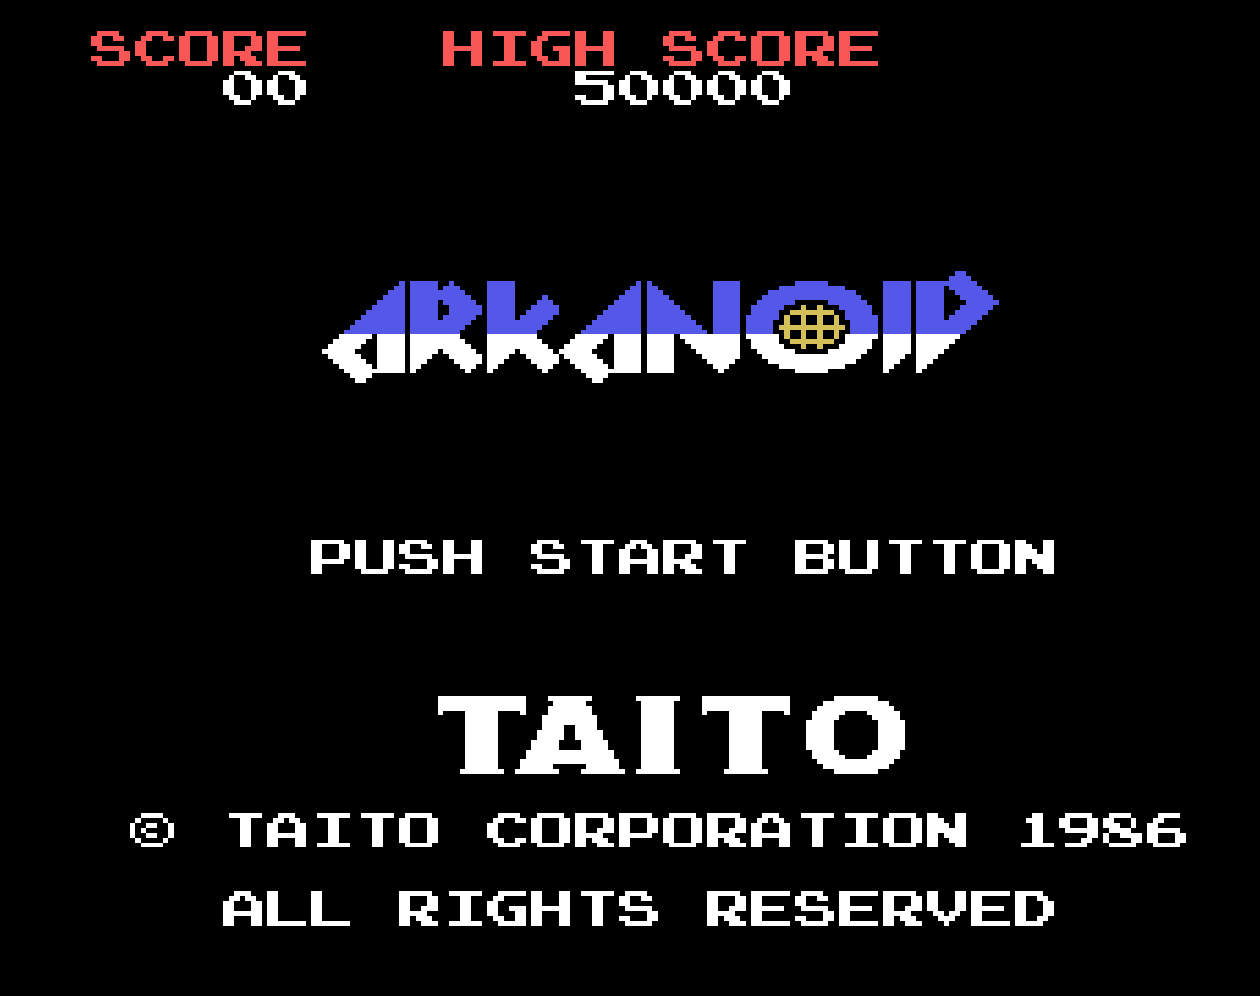 SCORE HIGH SCORE
00 50000
ARKANOID
PUSH START BUTTON
TAITO
© TAITO CORPORATION 1986
ALL RIGHTS RESERVED